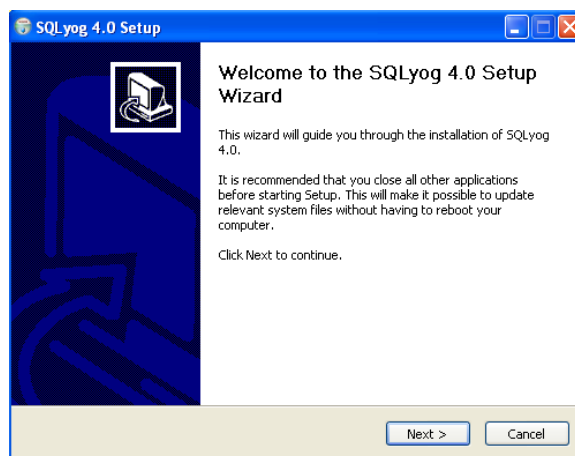 SQLyog 4.0 Setup
Welcome to the SQLyog 4.0 Setup
Wizard
This wizard will guide you through the installation of SQLyog
4.0.
It is recommended that you close all other applications
before starting Setup. This will make it possible to update
relevant system files without having to reboot your
computer.
Click Next to continue.
Next >
Cancel